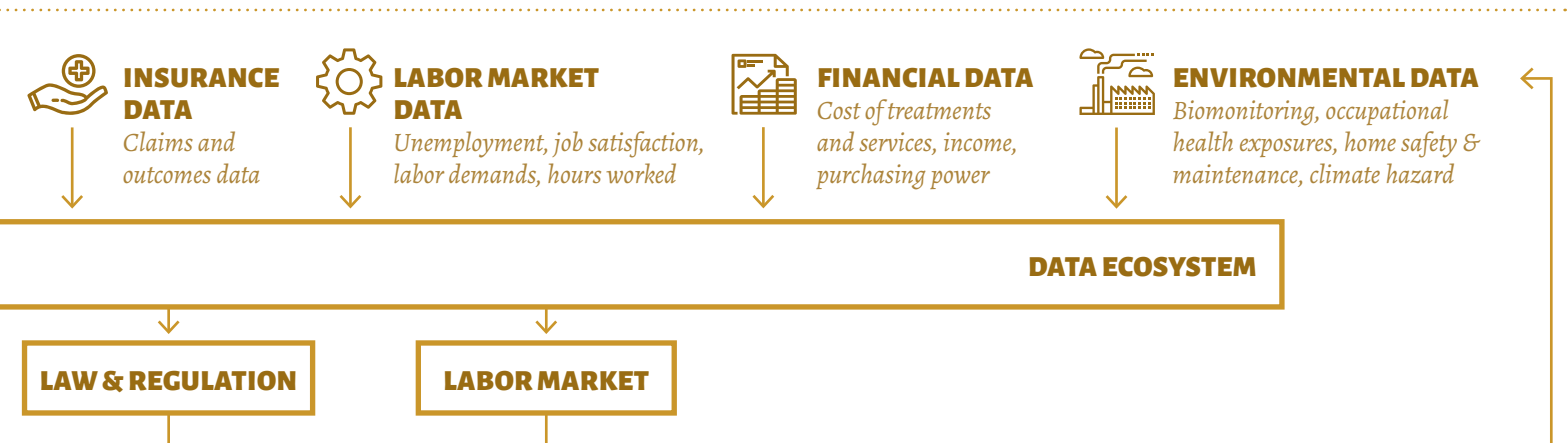 INSURANCE
DATA
Claims and
outcomes data
LABOR MARKET
DATA
Unemployment, job satisfaction,
labor demands, hours worked
FINANCIAL DATA
Cost of treatments
and services, income,
purchasing power
ENVIRONMENTAL DATA
Biomonitoring, occupational
health exposures, home safety &
maintenance, climate hazard
DATA ECOSYSTEM
LAW & REGULATION
LABOR MARKET